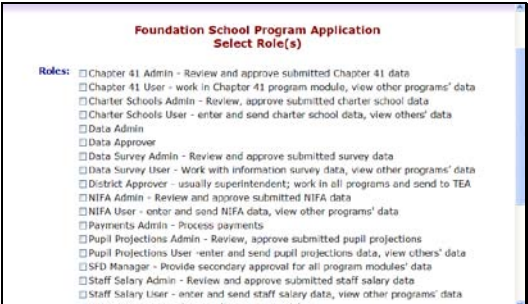 Foundation School Program Application
Select Role(s)
Roles: Chapter 41 Admin - Review and approve submitted Chapter 41 data
Chapter 41 User - work in Chapter 41 program module, view other programs' data
Charter Schools Admin - Review, approve submitted charter school data
Charter Schools User - enter and send charter school data, view others' data
Data Admin
Data Approver
Data Survey Admin - Review and approve submitted survey data
Data Survey User - Work with information survey data, view other programs' data
District Approver - usually superintendent; work in all programs and send to TEA
NIFA Admin - Review and approve submitted NIFA data
NIFA User - enter and send NIFA data, view other programs' data
Payments Admin - Process payments
Pupil Projections Admin - Review, approve submitted pupil projections
Pupil Projections User -enter and send pupil projections data, view others' data
SFD Manager - Provide secondary approval for all program modules' data
Staff Salary Admin - Review and approve submitted staff salary data
Staff Salary User - enter and send staff salary data, view other programs' data